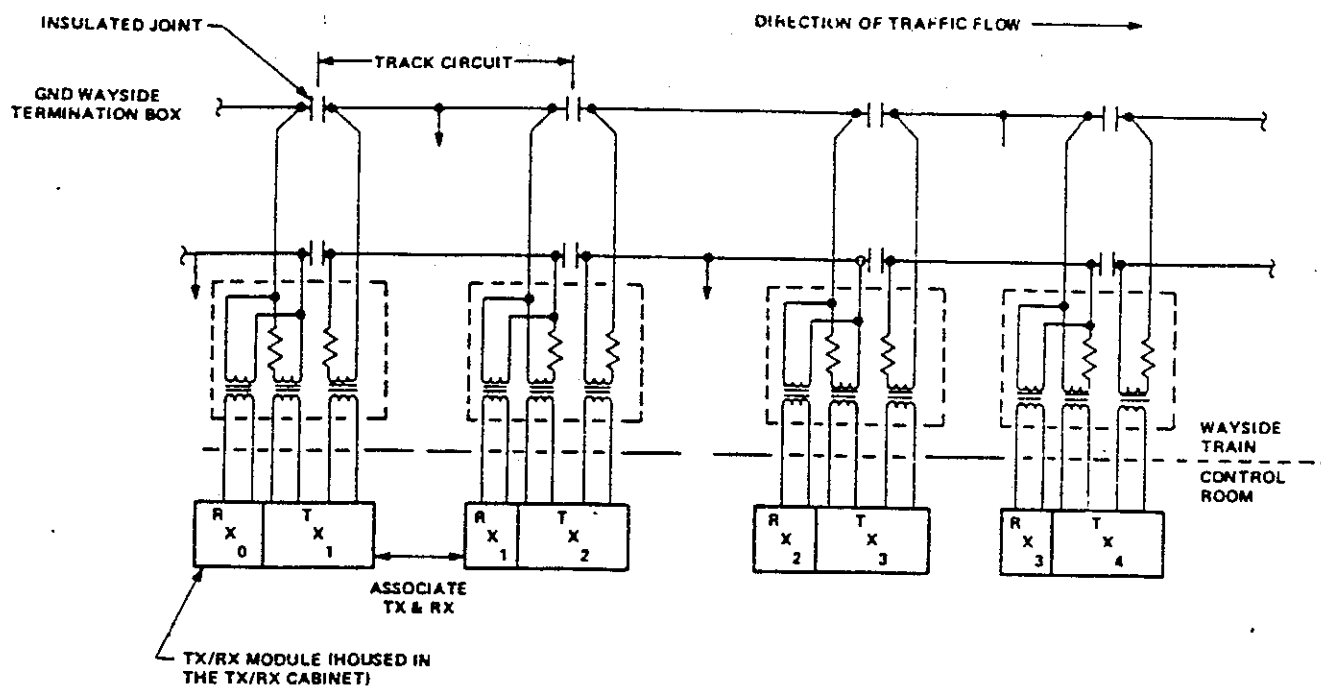 INSULATED JOINT
DIRECTION OF TRAFFIC FLOW
TRACK CIRCUIT
GND WAYSIDE
TERMINATION BOX
WAYSIDE
TRAIN
CONTROL
ROOM
R X 0 T X 1
R X 1 T X 2
R X 2 T X 3
R X 3 T X 4
ASSOCIATE
TX & RX
TX/RX MODULE (HOUSED IN
THE TX/RX CABINET)